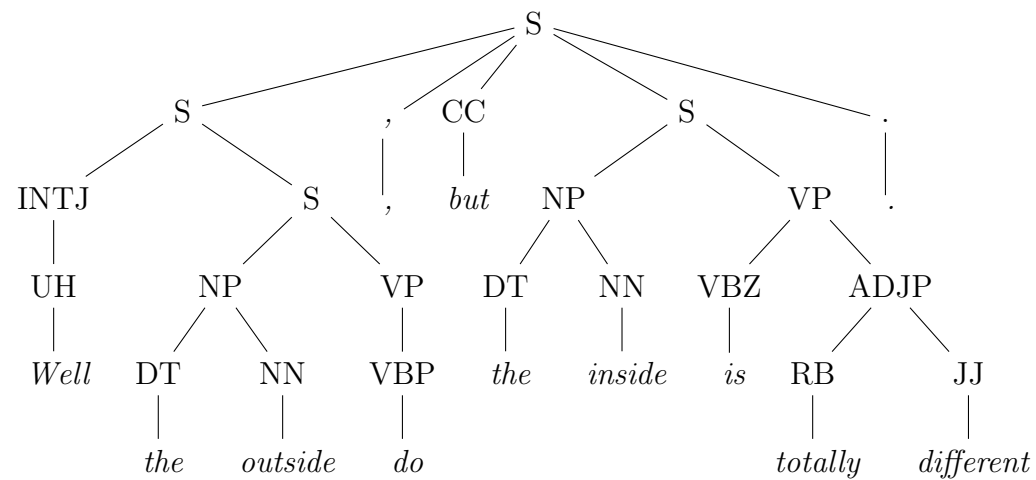 S
S , CC S .
INTJ S , but NP VP .
UH NP VP DT NN VBZ ADJP
Well DT NN VBP the inside is RB JJ
the outside do totally different